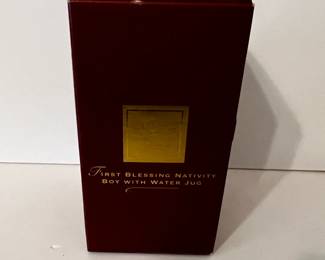 First Blessing Nativity
Boy with Water Jug